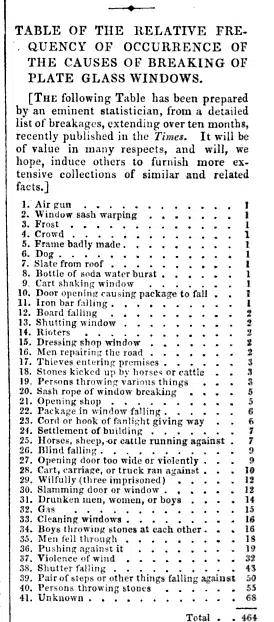 TABLE OF THE RELATIVE FRE-
QUENCY OF OCCURRENCE OF
THE CAUSES OF BREAKING OF
PLATE GLASS WINDOWS.
[THE following Table has been prepared
by an eminent statistician, from a detailed
list of breakages, extending over ten months,
recently published in the Times. It will be
of value in many respects, and will, we
hope, induce others to furnish more ex-
tensive collections of similar and related
facts.]
1. Air gun . . . . . . . . . 1
2. Window sash warping . . . . . . 1
3. Frost . . . . . . . . . . 1
4. Crowd . . . . . . . . . . 1
5. Frame badly made . . . . . . . 1
6. Dog . . . . . . . . . . 1
7. Slate from roof . . . . . . . . 1
8. Bottle of soda water burst . . . . . 1
9. Cart shaking window . . . . . . 1
10. Door opening causing package to fall . . 1
11. Iron bar falling . . . . . . . . 1
12. Board falling . . . . . . . . 2
13. Shutting window . . . . . . . 2
14. Rioters . . . . . . . . . 2
15. Dressing shop window . . . . . . 2
16. Men repairing the road . . . . . . 2
17. Thieves entering premises . . . . . 3
18. Stones kicked up by horses or cattle . . 3
19. Persons throwing various things . . . 3
20. Sash rope of window breaking . . . . 5
21. Opening shop . . . . . . . . 5
22. Package in window falling . . . . . 6
23. Cord or hook of fanlight giving way . . 6
24. Settlement of building . . . . . . 7
25. Horses, sheep, or cattle running against . 7
26. Blind falling . . . . . . . . 9
27. Opening door too wide or violently . . . 9
28. Cart, carriage, or truck ran against . . . 10
29. Wilfully (three imprisoned) . . . . . 12
30. Slamming door or window . . . . . 12
31. Drunken men, women, or boys . . . . 14
32. Gas . . . . . . . . . . 15
33. Cleaning windows . . . . . . . 16
34. Boys throwing stones at each other . . . 16
35. Men fell through . . . . . . . 18
36. Pushing against it . . . . . . . 19
37. Violence of wind . . . . . . . 32
38. Shutter falling . . . . . . . . 43
39. Pair of steps or other things falling against 50
40. Persons throwing stones . . . . . 55
41. Unknown . . . . . . . . . 68
Total . . 464